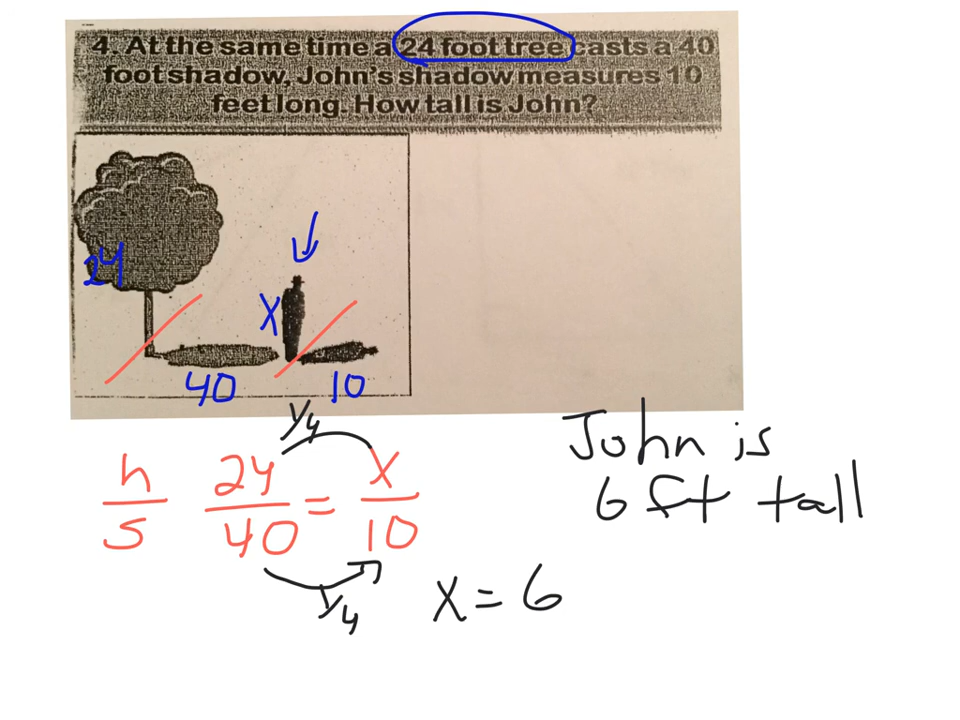 4. At the same time a 24 foot tree casts a 40
foot shadow. John's shadow measures 10
feet long. How tall is John?
24
X
40
10
1/4
h/s 24/40 = x/10
1/4
x = 6
John is
6 ft tall